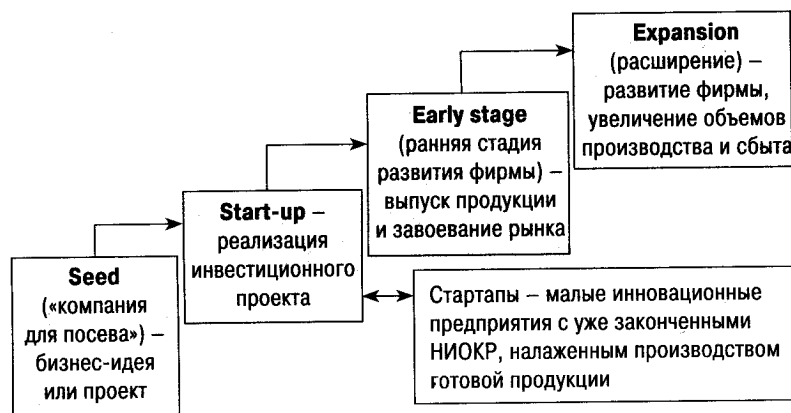 Seed
(«компания
для посева») –
бизнес-идея
или проект
Start-up –
реализация
инвестиционного
проекта
Early stage
(ранняя стадия
развития фирмы) –
выпуск продукции
и завоевание рынка
Expansion
(расширение) –
развитие фирмы,
увеличение объемов
производства и сбыта
Стартапы – малые инновационные
предприятия с уже законченными
НИОКР, налаженным производством
готовой продукции